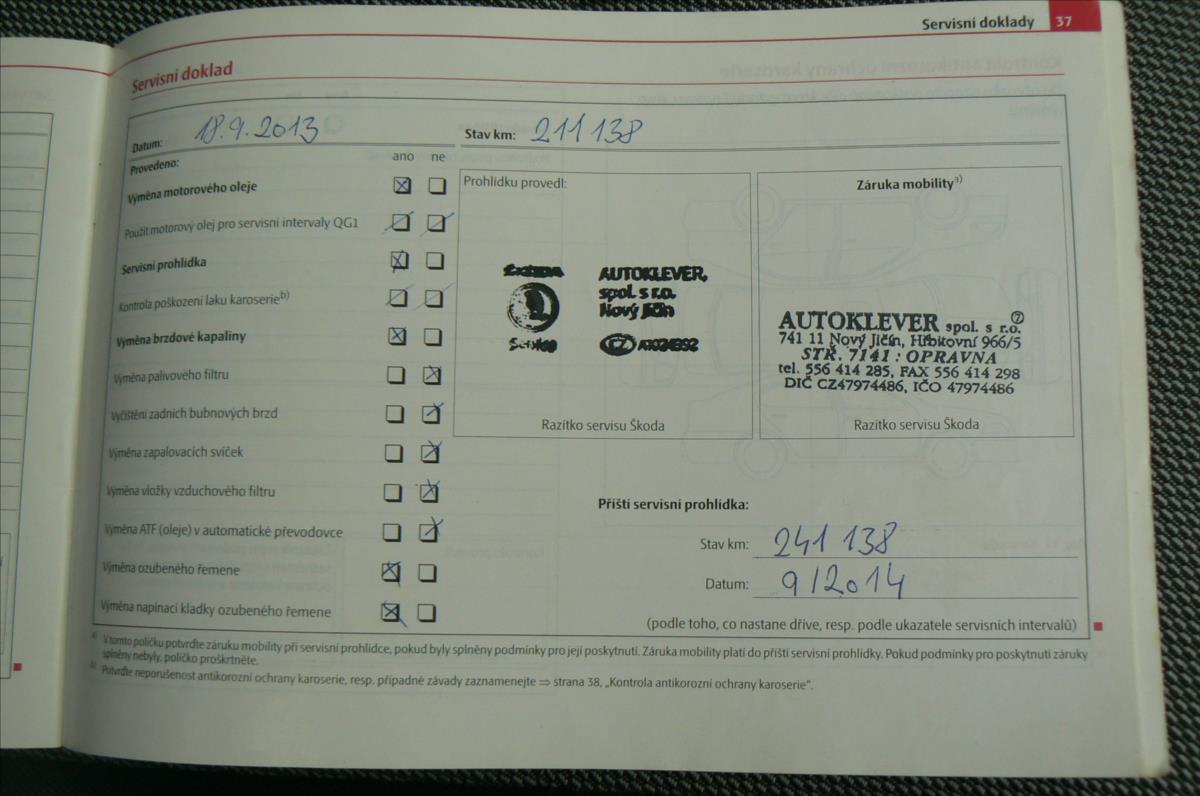 Servisní doklady 37
Servisní doklad
Datum: 18.9.2013 Stav km: 211 138
Provedeno: ano ne
Výměna motorového oleje
Použit motorový olej pro servisní intervaly QG1
Servisní prohlídka
Kontrola poškození laku karoserie b)
Výměna brzdové kapaliny
Výměna palivového filtru
Vyčištění zadních bubnových brzd
Výměna zapalovacích svíček
Výměna vložky vzduchového filtru
Výměna ATF (oleje) v automatické převodovce
Výměna ozubeného řemene
Výměna napínací kladky ozubeného řemene
Prohlídku provedl:
AUTOKLEVER,
spol. s r.o.
Nový Jičín
Service CZ
Razítko servisu Škoda
Záruka mobility a)
AUTOKLEVER spol. s r.o. 7
741 11 Nový Jičín, Hřbitovní 966/5
STŘ. 7141 : OPRAVNA
tel. 556 414 285, FAX 556 414 298
DIČ CZ47974486, IČO 47974486
Razítko servisu Škoda
Příští servisní prohlídka:
Stav km: 241 138
Datum: 9/2014
(podle toho, co nastane dříve, resp. podle ukazatele servisních intervalů)
a) V tomto políčku potvrďte záruku mobility při servisní prohlídce, pokud byly splněny podmínky pro její poskytnutí. Záruka mobility platí do příští servisní prohlídky. Pokud podmínky pro poskytnutí záruky
splněny nebyly, políčko proškrtněte.
b) Potvrďte neporušenost antikorozní ochrany karoserie, resp. případné závady zaznamenejte ⇒ strana 38, „Kontrola antikorozní ochrany karoserie".